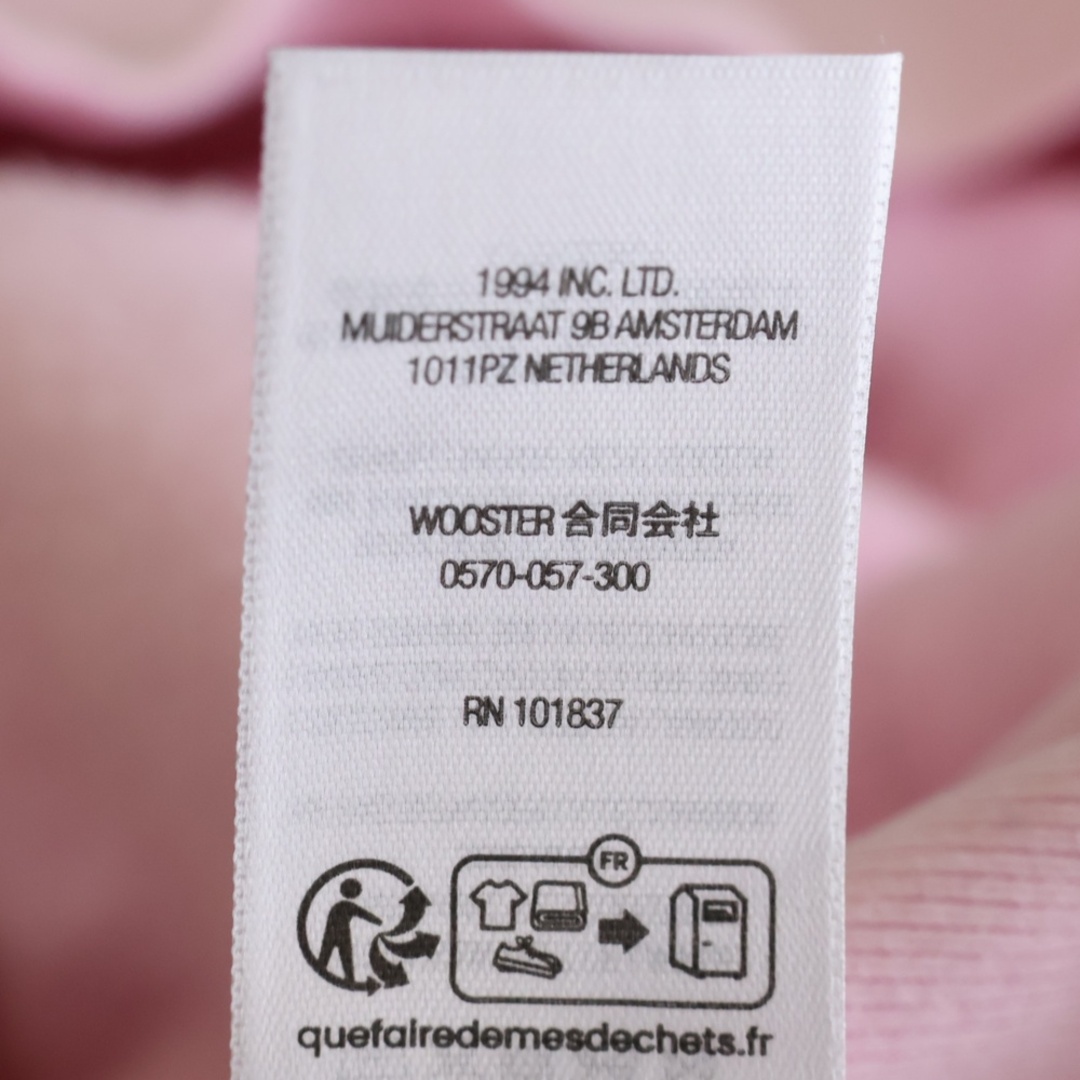 1994 INC. LTD.
MUIDERSTRAAT 9B AMSTERDAM
1011PZ NETHERLANDS
WOOSTER 合同会社
0570-057-300
RN 101837
FR
quefairedemesdechets.fr